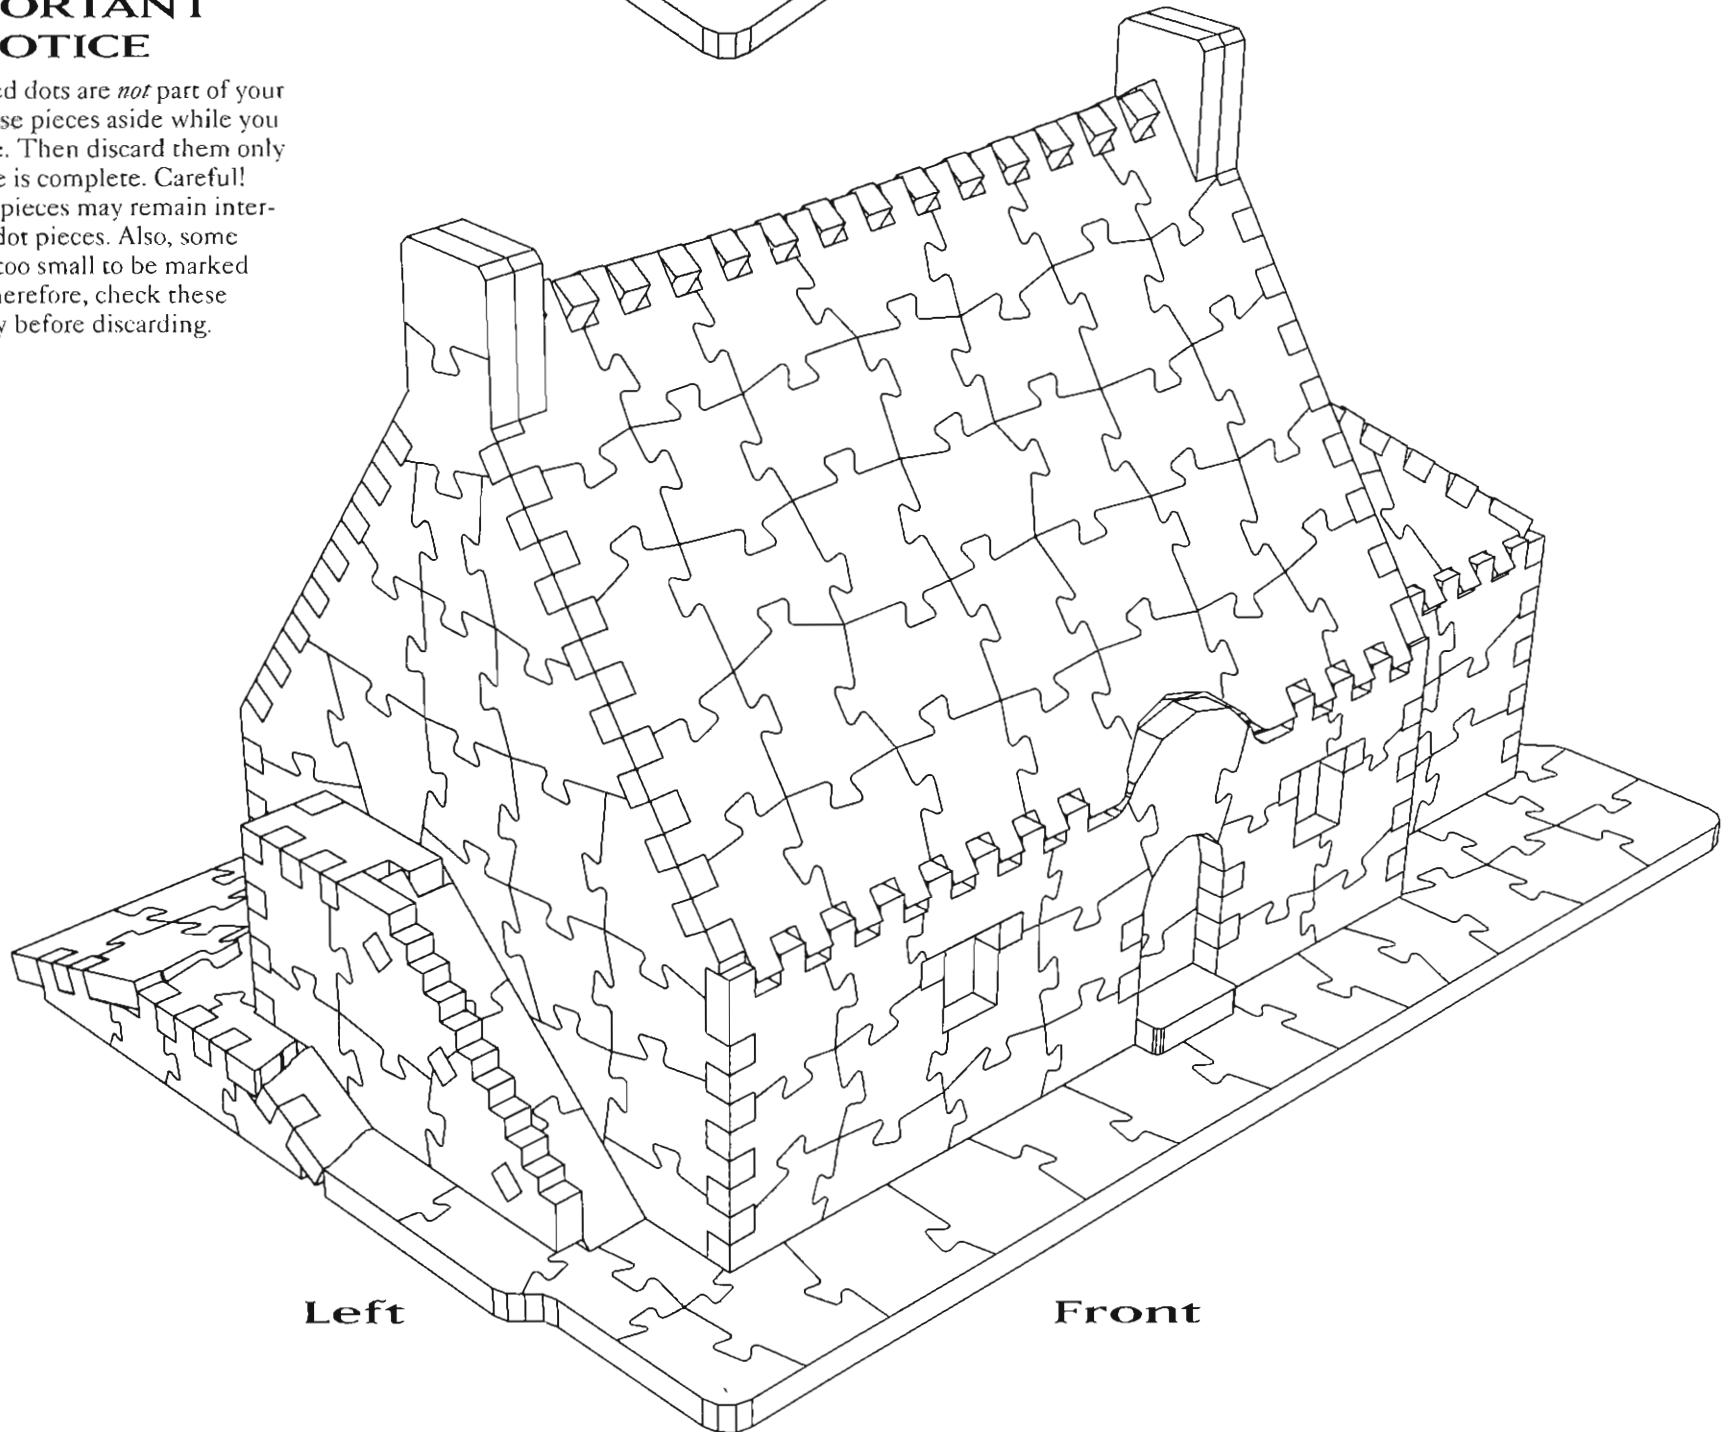 ORTANT
OTICE
ed dots are not part of your
se pieces aside while you
e. Then discard them only
e is complete. Careful!
pieces may remain inter-
dot pieces. Also, some
too small to be marked
herefore, check these
y before discarding.
Left
Front